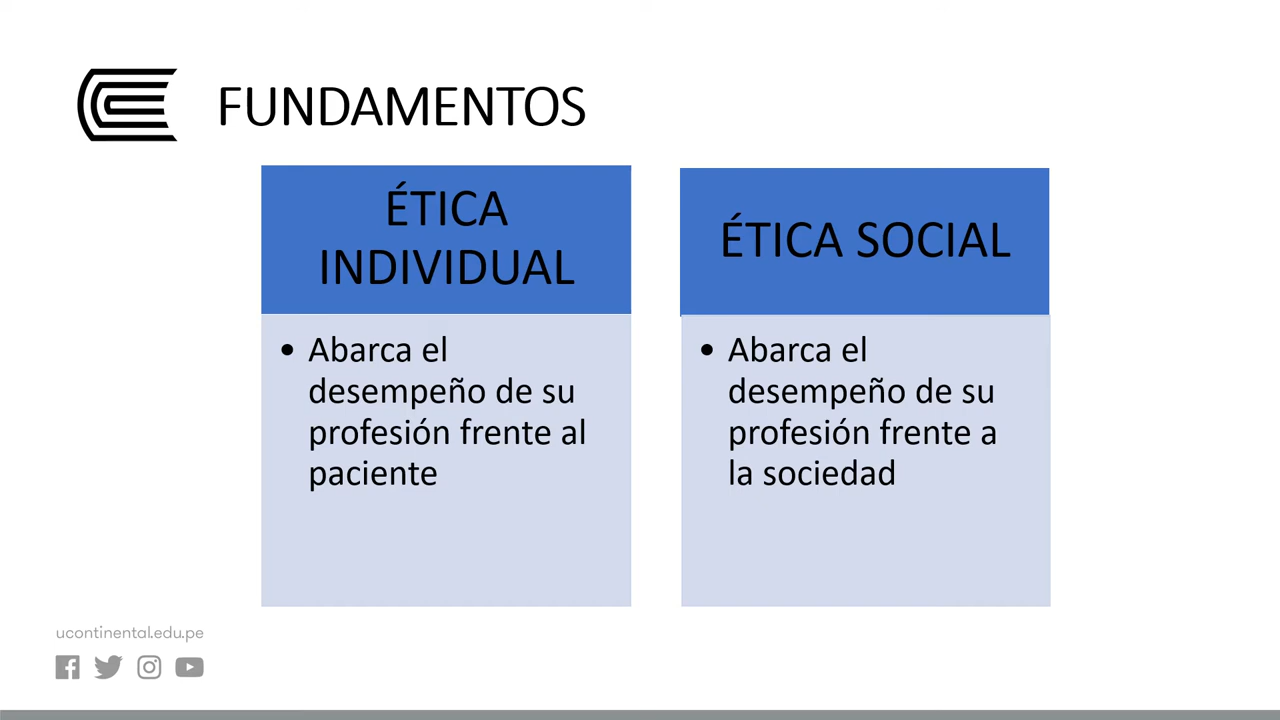 FUNDAMENTOS
ÉTICA
INDIVIDUAL
• Abarca el
desempeño de su
profesión frente al
paciente
ÉTICA SOCIAL
• Abarca el
desempeño de su
profesión frente a
la sociedad
ucontinental.edu.pe